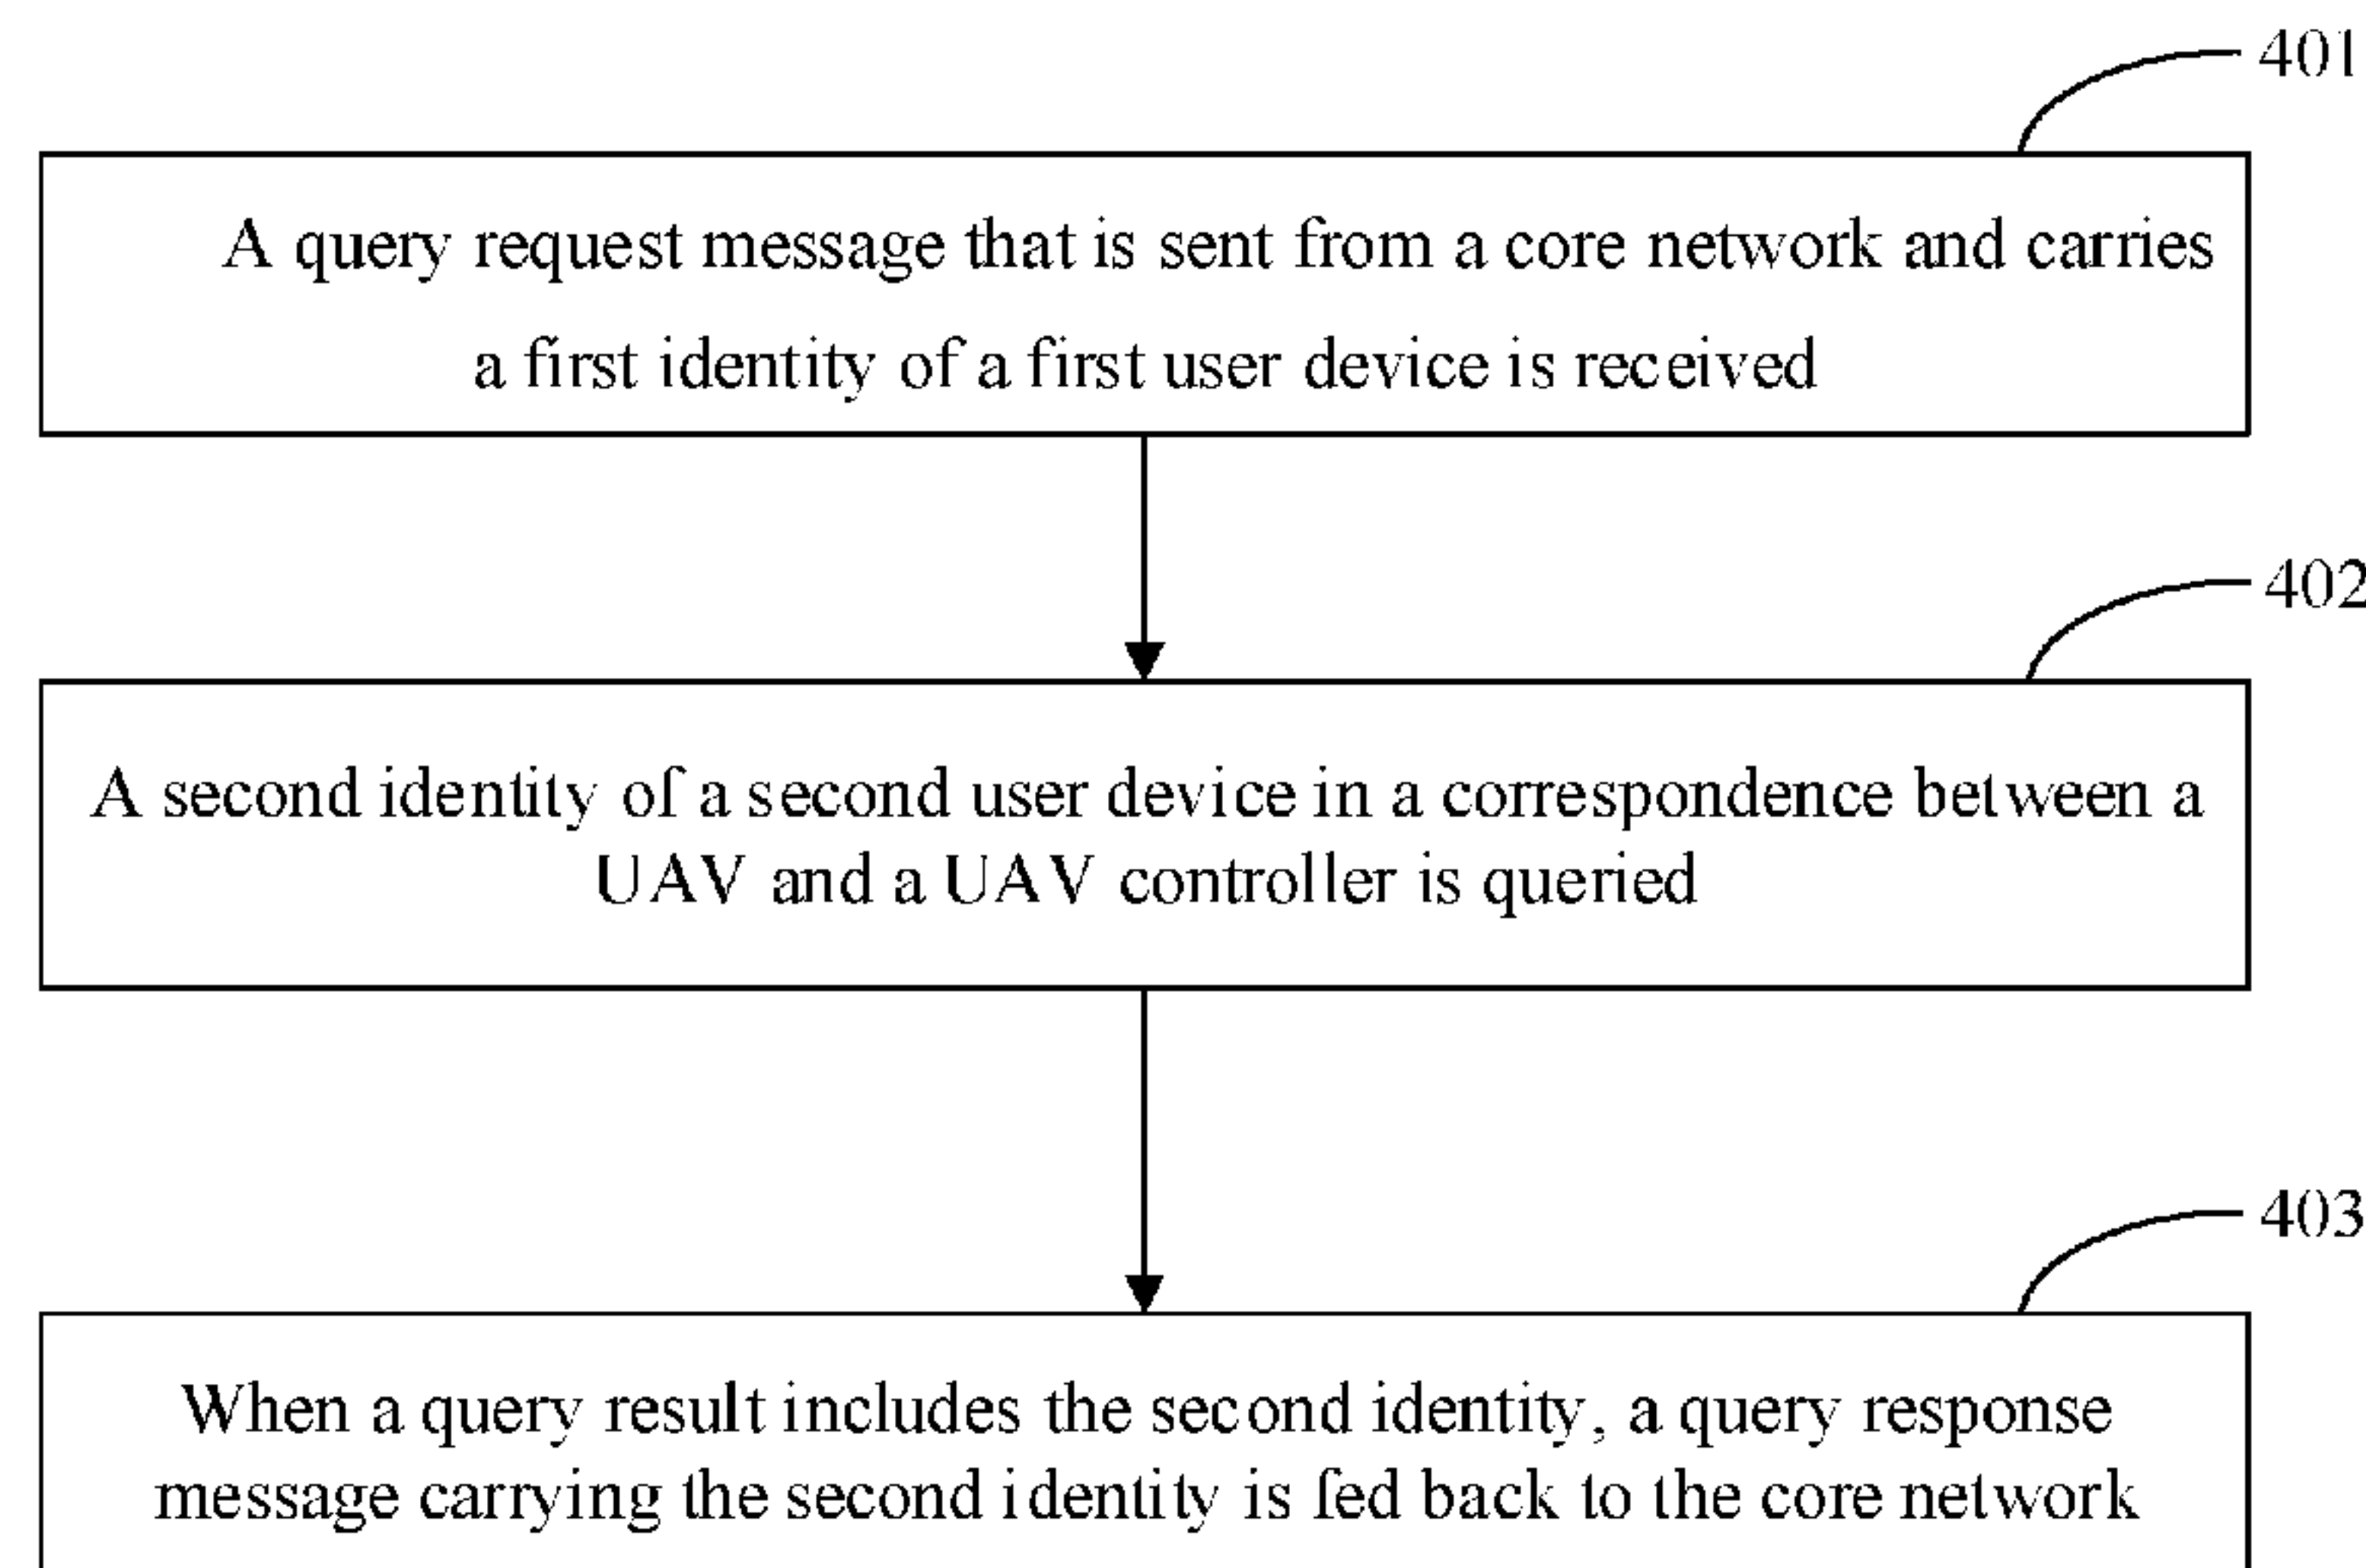 401
A query request message that is sent from a core network and carries
a first identity of a first user device is received
402
A second identity of a second user device in a correspondence between a
UAV and a UAV controller is queried
403
When a query result includes the second identity, a query response
message carrying the second identity is fed back to the core network